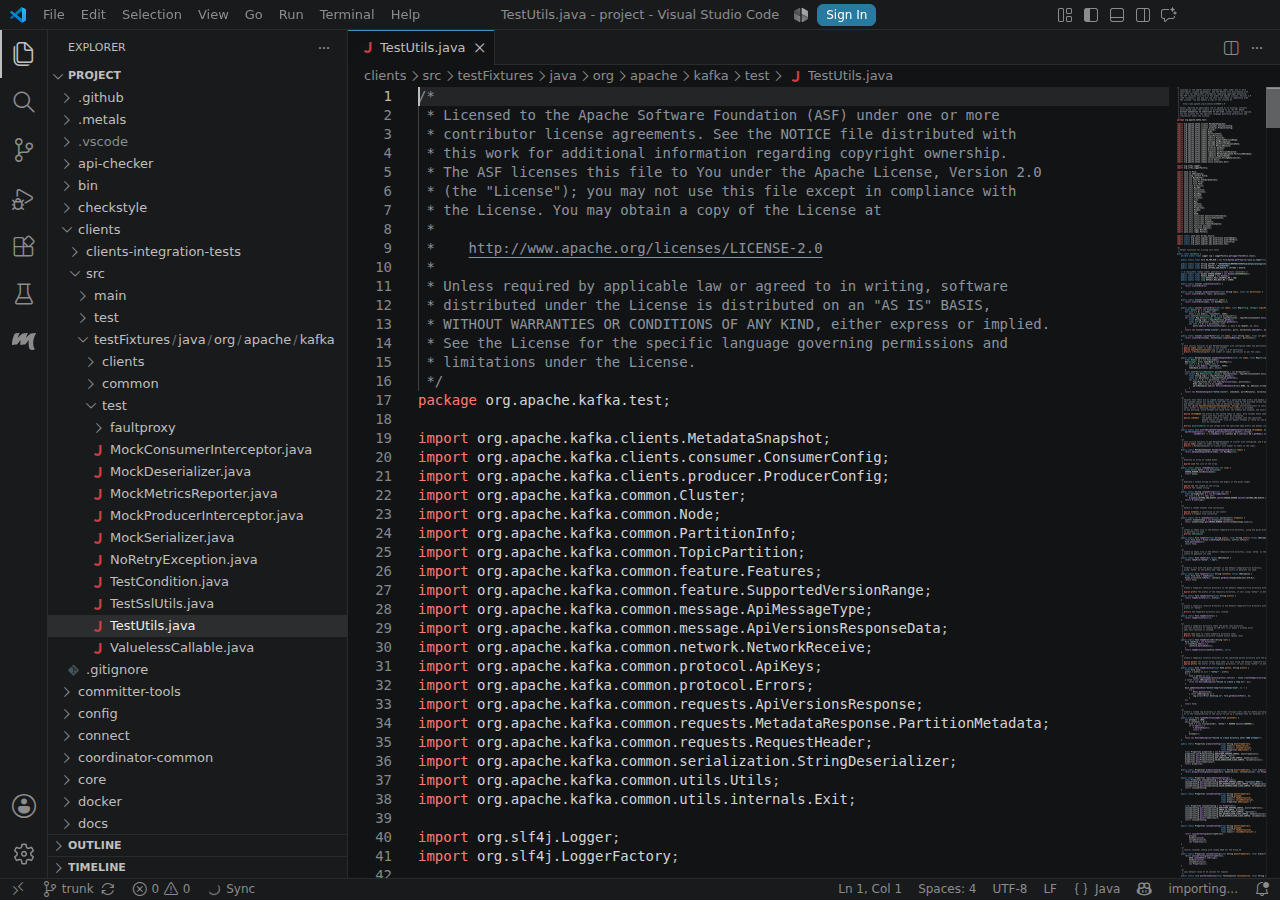 File Edit Selection View Go Run Terminal Help
TestUtils.java - project - Visual Studio Code
Sign In
EXPLORER
PROJECT
.github
.metals
.vscode
api-checker
bin
checkstyle
clients
clients-integration-tests
src
main
test
testFixtures/java/org/apache/kafka
clients
common
test
faultproxy
MockConsumerInterceptor.java
MockDeserializer.java
MockMetricsReporter.java
MockProducerInterceptor.java
MockSerializer.java
NoRetryException.java
TestCondition.java
TestSslUtils.java
TestUtils.java
ValuelessCallable.java
.gitignore
committer-tools
config
connect
coordinator-common
core
docker
docs
OUTLINE
TIMELINE
TestUtils.java
clients > src > testFixtures > java > org > apache > kafka > test > TestUtils.java
1 /*
2 * Licensed to the Apache Software Foundation (ASF) under one or more
3 * contributor license agreements. See the NOTICE file distributed with
4 * this work for additional information regarding copyright ownership.
5 * The ASF licenses this file to You under the Apache License, Version 2.0
6 * (the "License"); you may not use this file except in compliance with
7 * the License. You may obtain a copy of the License at
8 *
9 * http://www.apache.org/licenses/LICENSE-2.0
10 *
11 * Unless required by applicable law or agreed to in writing, software
12 * distributed under the License is distributed on an "AS IS" BASIS,
13 * WITHOUT WARRANTIES OR CONDITIONS OF ANY KIND, either express or implied.
14 * See the License for the specific language governing permissions and
15 * limitations under the License.
16 */
17 package org.apache.kafka.test;
18
19 import org.apache.kafka.clients.MetadataSnapshot;
20 import org.apache.kafka.clients.consumer.ConsumerConfig;
21 import org.apache.kafka.clients.producer.ProducerConfig;
22 import org.apache.kafka.common.Cluster;
23 import org.apache.kafka.common.Node;
24 import org.apache.kafka.common.PartitionInfo;
25 import org.apache.kafka.common.TopicPartition;
26 import org.apache.kafka.common.feature.Features;
27 import org.apache.kafka.common.feature.SupportedVersionRange;
28 import org.apache.kafka.common.message.ApiMessageType;
29 import org.apache.kafka.common.message.ApiVersionsResponseData;
30 import org.apache.kafka.common.network.NetworkReceive;
31 import org.apache.kafka.common.protocol.ApiKeys;
32 import org.apache.kafka.common.protocol.Errors;
33 import org.apache.kafka.common.requests.ApiVersionsResponse;
34 import org.apache.kafka.common.requests.MetadataResponse.PartitionMetadata;
35 import org.apache.kafka.common.requests.RequestHeader;
36 import org.apache.kafka.common.serialization.StringDeserializer;
37 import org.apache.kafka.common.utils.Utils;
38 import org.apache.kafka.common.utils.internals.Exit;
39
40 import org.slf4j.Logger;
41 import org.slf4j.LoggerFactory;
42
trunk 0 0 Sync Ln 1, Col 1 Spaces: 4 UTF-8 LF { } Java importing...